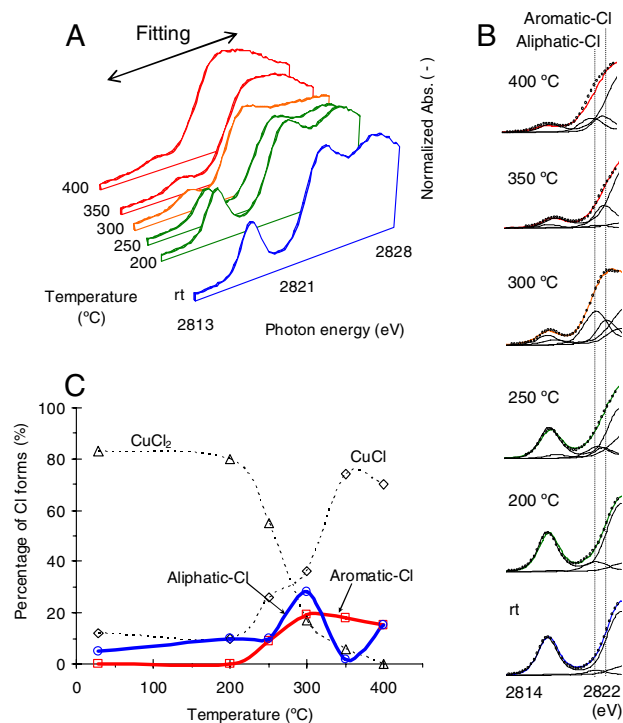 A
Fitting
Normalized Abs. (-)
400
350
300
250
200
rt
Temperature
(°C)
2813
2821
2828
Photon energy (eV)
B
Aromatic-Cl
Aliphatic-Cl
400 ºC
350 ºC
300 ºC
250 ºC
200 ºC
rt
2814
2822
(eV)
C
Percentage of Cl forms (%)
100
80
60
40
20
0
CuCl₂
CuCl
Aliphatic-Cl
Aromatic-Cl
0 100 200 300 400
Temperature (ºC)